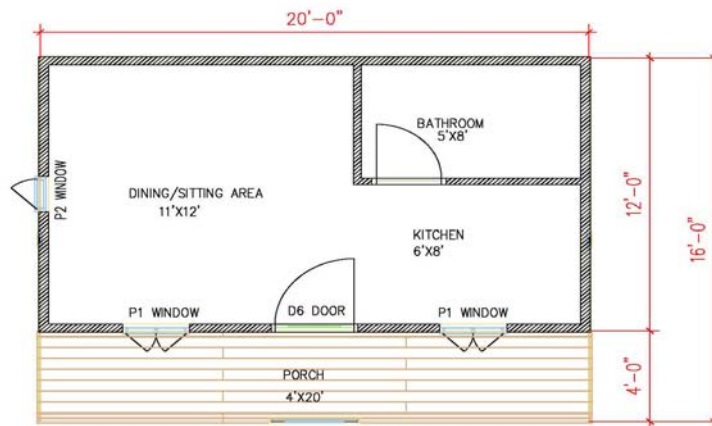 20'-0"
BATHROOM
5'X8'
P2 WINDOW
DINING/SITTING AREA
11'X12'
KITCHEN
6'X8'
12'-0"
16'-0"
P1 WINDOW
D6 DOOR
P1 WINDOW
PORCH
4'X20'
4'-0"